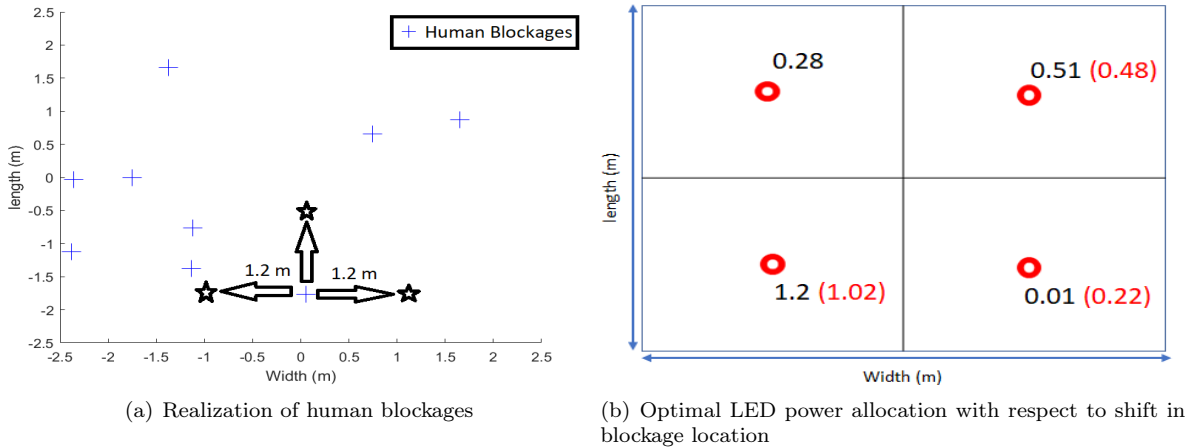 2.5
2
1.5
1
0.5
0
-0.5
-1
-1.5
-2
-2.5
length (m)
Human Blockages
1.2 m
1.2 m
-2.5 -2 -1.5 -1 -0.5 0 0.5 1 1.5 2 2.5
Width (m)
(a) Realization of human blockages
length (m)
0.28
0.51 (0.48)
1.2 (1.02)
0.01 (0.22)
Width (m)
(b) Optimal LED power allocation with respect to shift in
blockage location